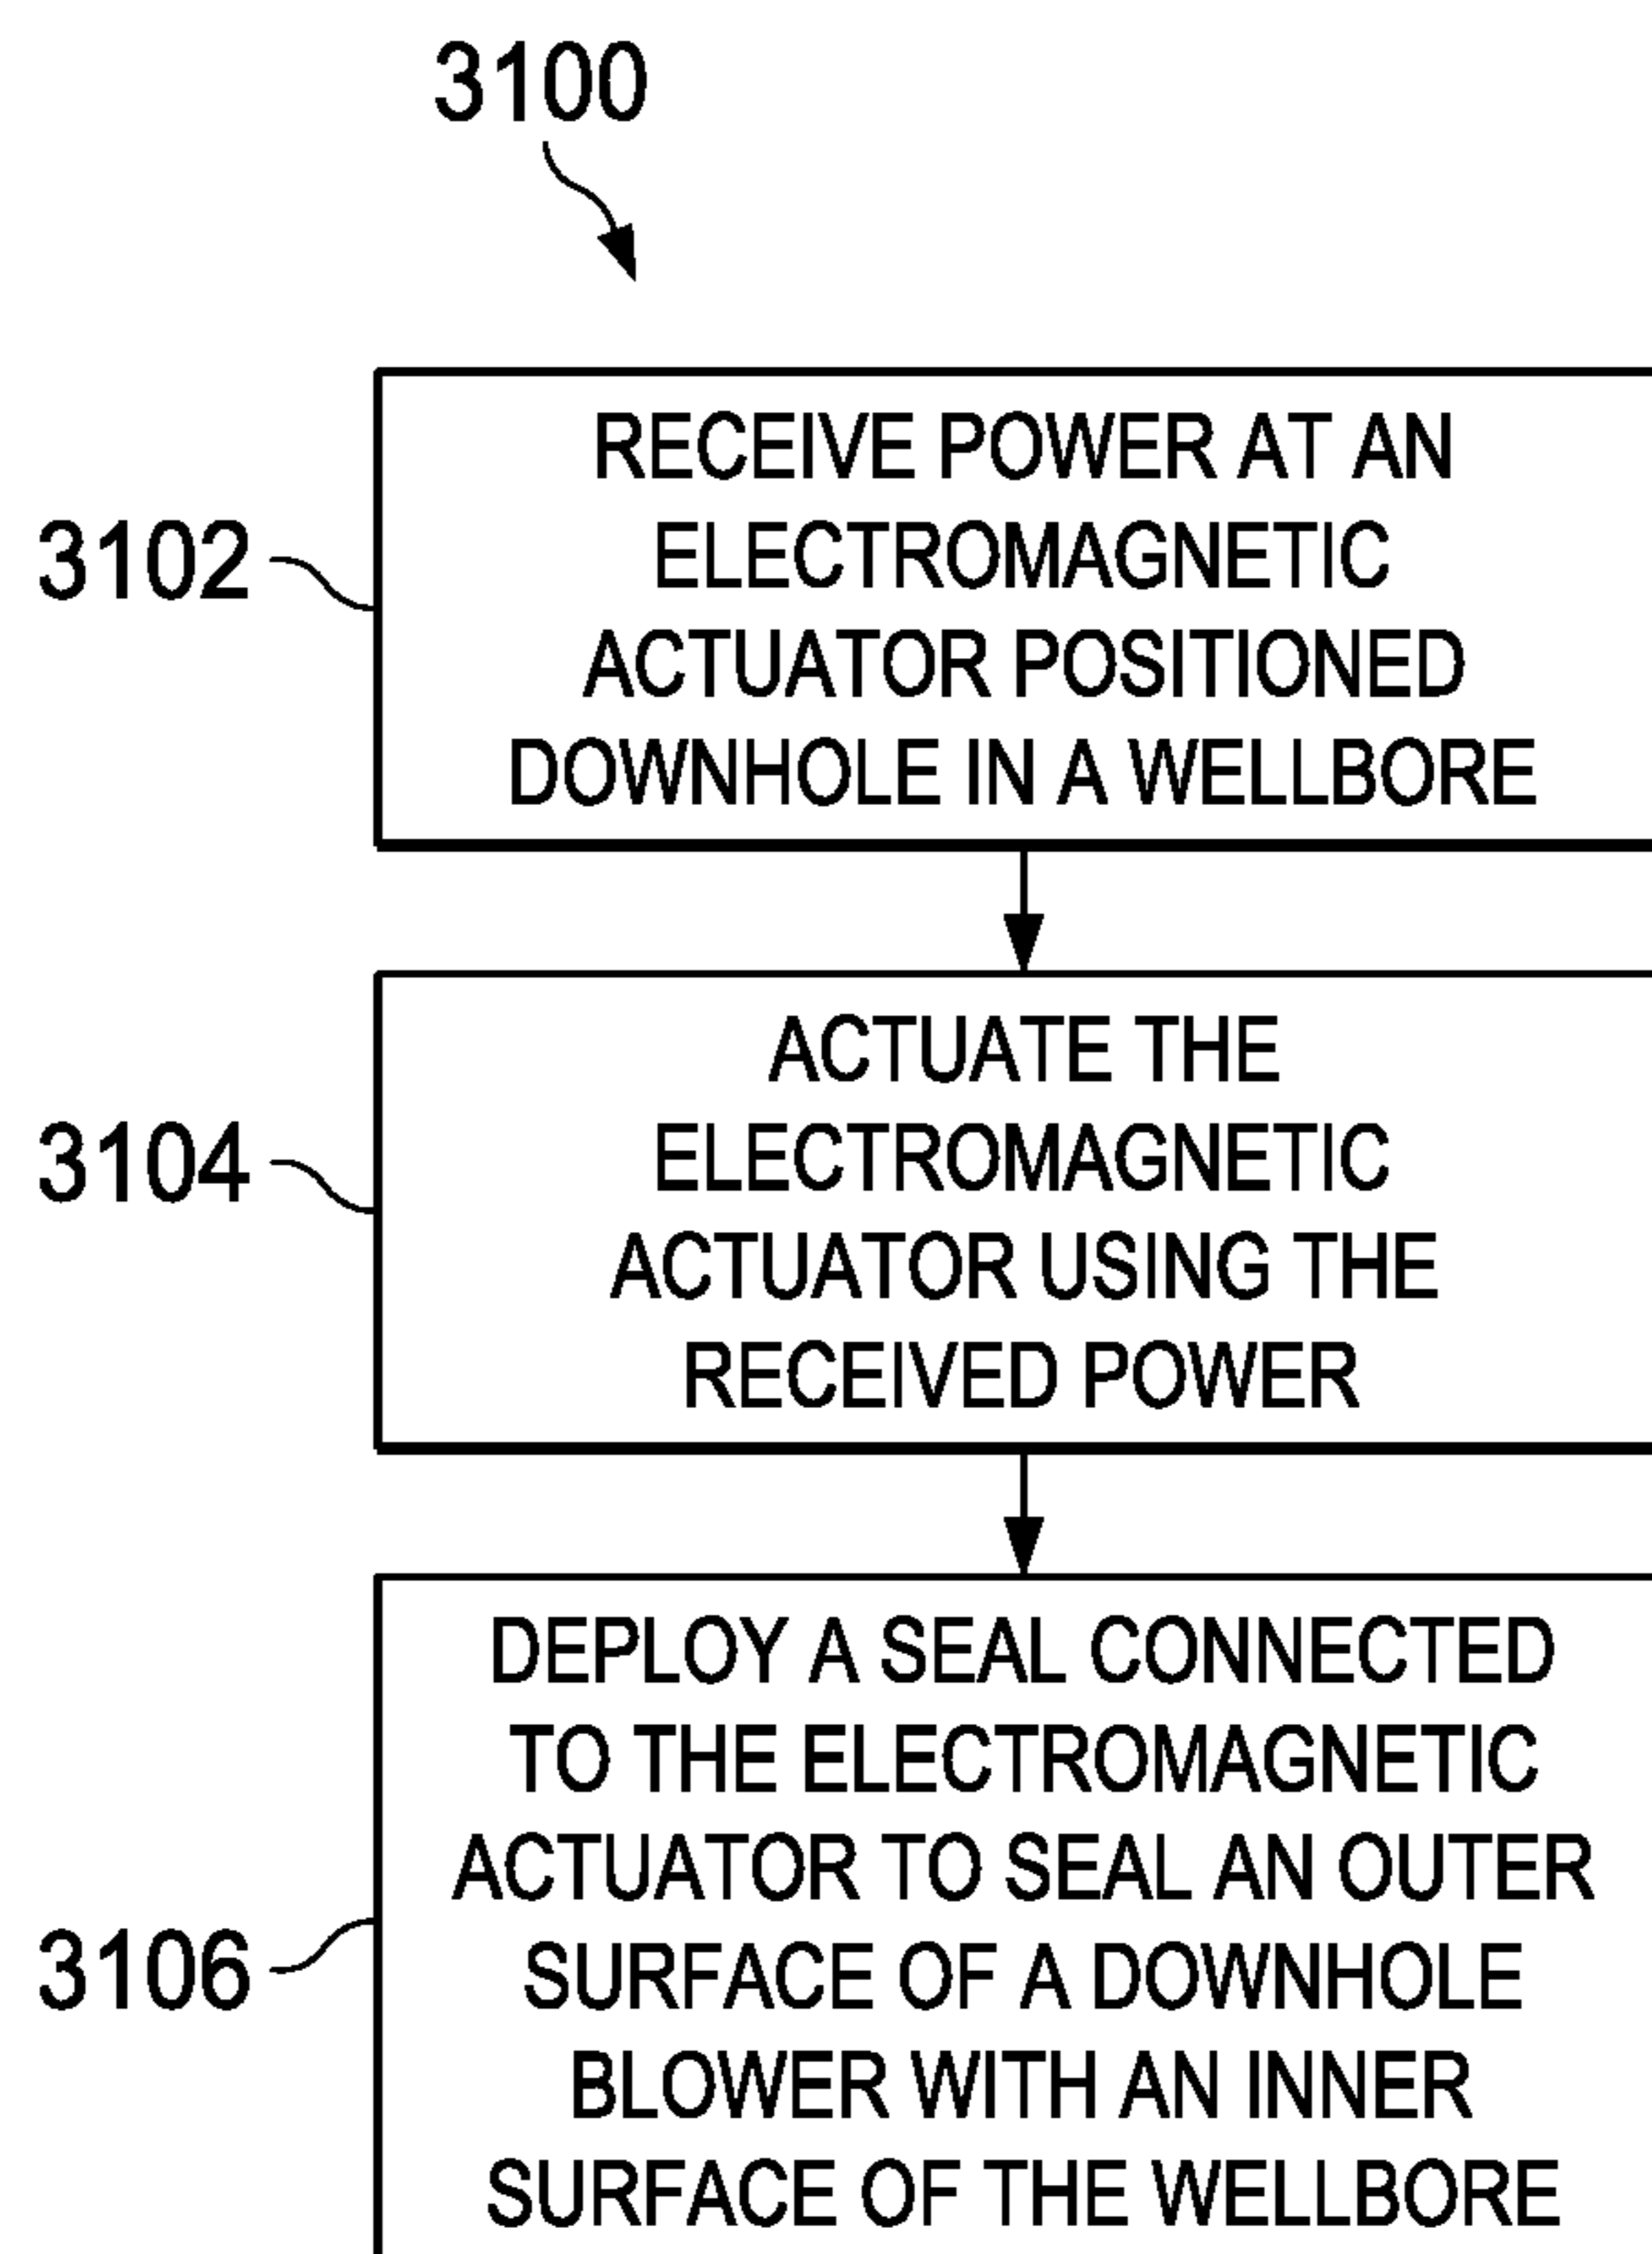 3100
3102
RECEIVE POWER AT AN
ELECTROMAGNETIC
ACTUATOR POSITIONED
DOWNHOLE IN A WELLBORE
3104
ACTUATE THE
ELECTROMAGNETIC
ACTUATOR USING THE
RECEIVED POWER
3106
DEPLOY A SEAL CONNECTED
TO THE ELECTROMAGNETIC
ACTUATOR TO SEAL AN OUTER
SURFACE OF A DOWNHOLE
BLOWER WITH AN INNER
SURFACE OF THE WELLBORE